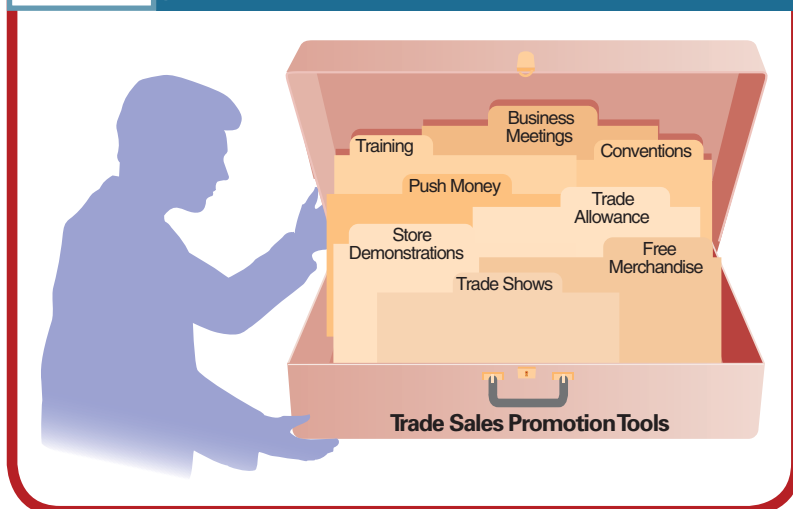 Business
Meetings
Training
Conventions
Push Money
Trade
Allowance
Store
Demonstrations
Free
Merchandise
Trade Shows
Trade Sales Promotion Tools